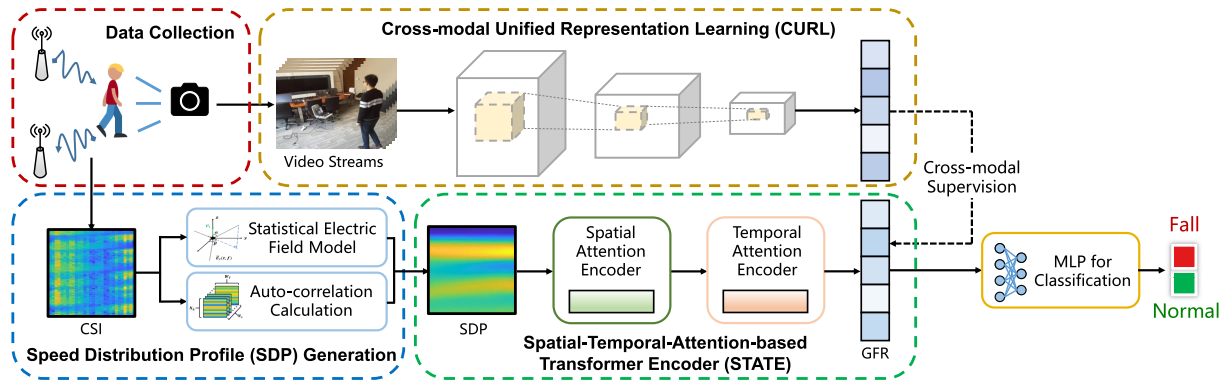 Data Collection
Cross-modal Unified Representation Learning (CURL)
Video Streams
Cross-modal
Supervision
CSI
Statistical Electric
Field Model
Auto-correlation
Calculation
Speed Distribution Profile (SDP) Generation
SDP
Spatial
Attention
Encoder
Temporal
Attention
Encoder
Spatial-Temporal-Attention-based
Transformer Encoder (STATE)
GFR
MLP for
Classification
Fall
Normal